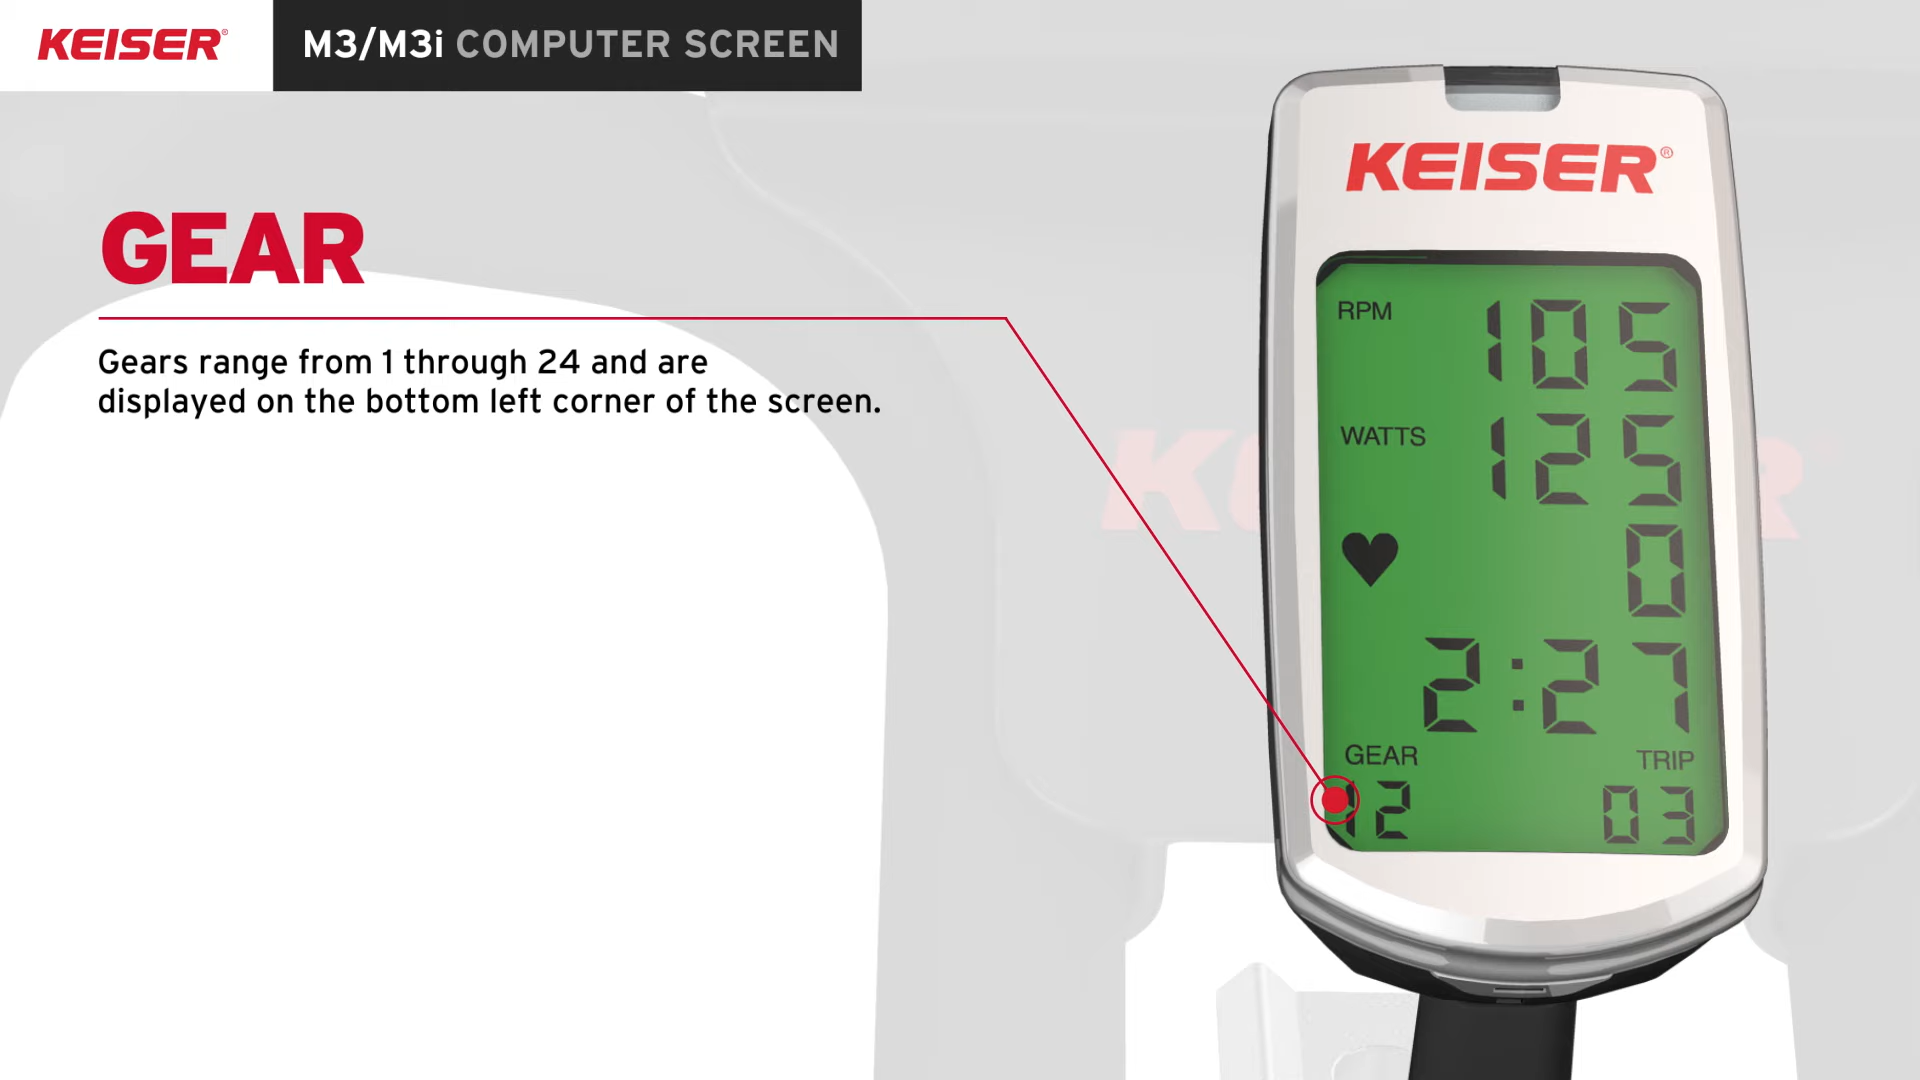 KEISER®
M3/M3i COMPUTER SCREEN
GEAR
Gears range from 1 through 24 and are
displayed on the bottom left corner of the screen.
KEISER®
RPM 105
WATTS 125
0
2:27
GEAR TRIP
12 03